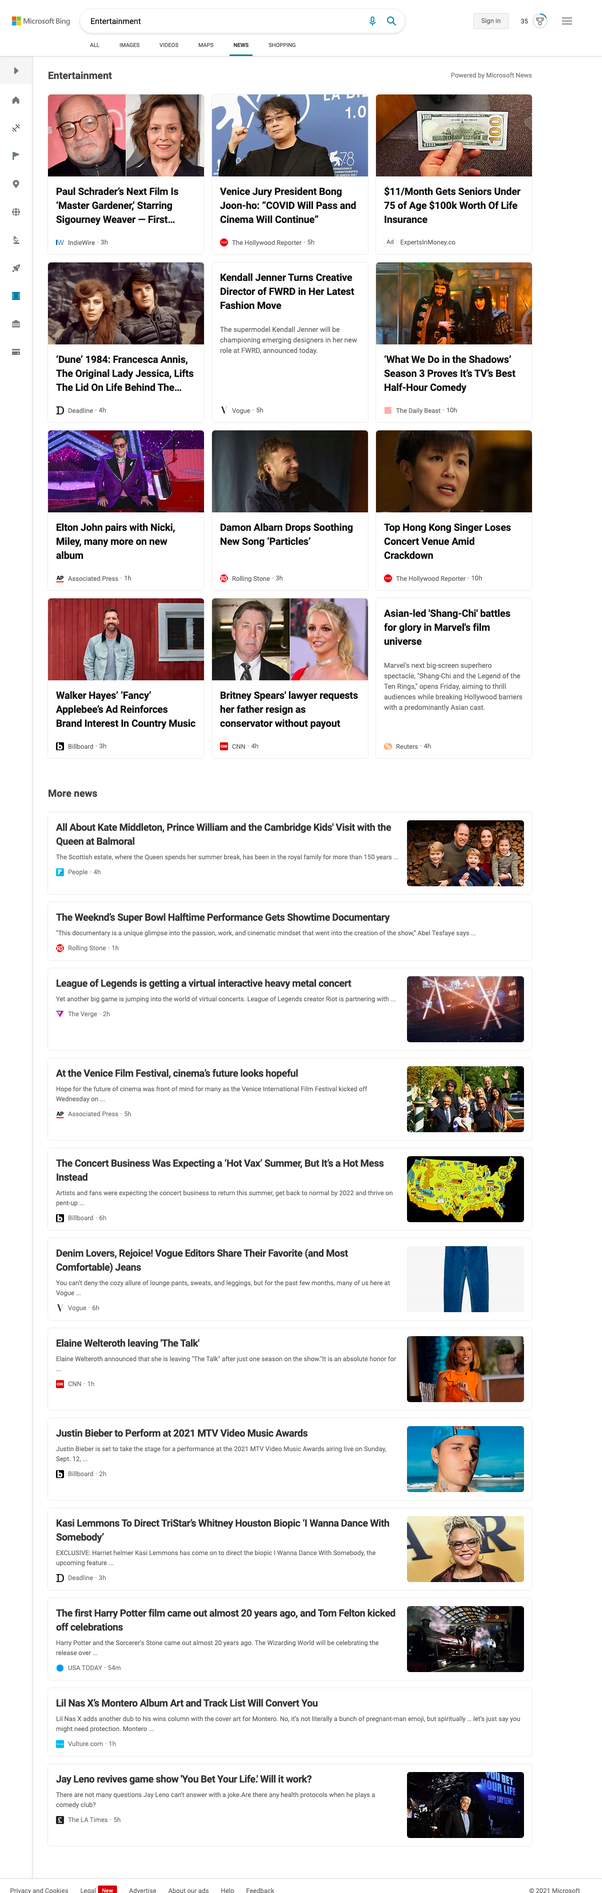 Microsoft Bing
Entertainment
Sign in
35
ALL
IMAGES
VIDEOS
MAPS
NEWS
SHOPPING
Entertainment
Powered by Microsoft News
LA BI
1.0
78
100
Paul Schrader's Next Film Is
'Master Gardener,' Starring
Sigourney Weaver — First…
IndieWire · 3h
Venice Jury President Bong
Joon-ho: "COVID Will Pass and
Cinema Will Continue"
The Hollywood Reporter · 5h
$11/Month Gets Seniors Under
75 of Age $100k Worth Of Life
Insurance
Ad ExpertsInMoney.co
'Dune' 1984: Francesca Annis,
The Original Lady Jessica, Lifts
The Lid On Life Behind The…
Deadline · 4h
Kendall Jenner Turns Creative
Director of FWRD in Her Latest
Fashion Move
The supermodel Kendall Jenner will be
championing emerging designers in her new
role at FWRD, announced today.
Vogue · 5h
'What We Do in the Shadows'
Season 3 Proves It's TV's Best
Half-Hour Comedy
The Daily Beast · 10h
Elton John pairs with Nicki,
Miley, many more on new
album
AP Associated Press · 1h
Damon Albarn Drops Soothing
New Song 'Particles'
Rolling Stone · 3h
Top Hong Kong Singer Loses
Concert Venue Amid
Crackdown
The Hollywood Reporter · 10h
Walker Hayes' 'Fancy'
Applebee's Ad Reinforces
Brand Interest In Country Music
Billboard · 3h
Britney Spears' lawyer requests
her father resign as
conservator without payout
CNN · 4h
Asian-led 'Shang-Chi' battles
for glory in Marvel's film
universe
Marvel's next big-screen superhero
spectacle, "Shang-Chi and the Legend of the
Ten Rings," opens Friday, aiming to thrill
audiences while breaking Hollywood barriers
with a predominantly Asian cast.
Reuters · 4h
More news
All About Kate Middleton, Prince William and the Cambridge Kids' Visit with the
Queen at Balmoral
The Scottish estate, where the Queen spends her summer break, has been in the royal family for more than 150 years ...
People · 4h
The Weeknd's Super Bowl Halftime Performance Gets Showtime Documentary
"This documentary is a unique glimpse into the passion, work, and cinematic mindset that went into the creation of the show," Abel Tesfaye says ...
Rolling Stone · 1h
League of Legends is getting a virtual interactive heavy metal concert
Yet another big game is jumping into the world of virtual concerts. League of Legends creator Riot is partnering with ...
The Verge · 2h
At the Venice Film Festival, cinema's future looks hopeful
Hope for the future of cinema was front of mind for many as the Venice International Film Festival kicked off
Wednesday on ...
AP Associated Press · 5h
The Concert Business Was Expecting a 'Hot Vax' Summer, But It's a Hot Mess
Instead
Artists and fans were expecting the concert business to return this summer, get back to normal by 2022 and thrive on
pent-up ...
Billboard · 6h
Denim Lovers, Rejoice! Vogue Editors Share Their Favorite (and Most
Comfortable) Jeans
You can't deny the cozy allure of lounge pants, sweats, and leggings, but for the past few months, many of us here at
Vogue ...
Vogue · 6h
Elaine Welteroth leaving 'The Talk'
Elaine Welteroth announced that she is leaving "The Talk" after just one season on the show."It is an absolute honor for
...
CNN · 1h
Justin Bieber to Perform at 2021 MTV Video Music Awards
Justin Bieber is set to take the stage for a performance at the 2021 MTV Video Music Awards airing live on Sunday,
Sept. 12, ...
Billboard · 2h
Kasi Lemmons To Direct TriStar's Whitney Houston Biopic 'I Wanna Dance With
Somebody'
EXCLUSIVE: Harriet helmer Kasi Lemmons has come on to direct the biopic I Wanna Dance With Somebody, the
upcoming feature ...
Deadline · 3h
The first Harry Potter film came out almost 20 years ago, and Tom Felton kicked
off celebrations
Harry Potter and the Sorcerer's Stone came out almost 20 years ago. The Wizarding World will be celebrating the
release over ...
USA TODAY · 54m
Lil Nas X's Montero Album Art and Track List Will Convert You
Lil Nas X adds another dub to his wins column with the cover art for Montero. No, it's not literally a bunch of pregnant-man emoji, but spiritually … let's just say you
might need protection. Montero ...
Vulture.com · 1h
Jay Leno revives game show 'You Bet Your Life.' Will it work?
There are not many questions Jay Leno can't answer with a joke.Are there any health protocols when he plays a
comedy club?
The LA Times · 5h
YOU BET
YOUR LIFE
JAY LENO
Privacy and Cookies
Legal
New
Advertise
About our ads
Help
Feedback
© 2021 Microsoft